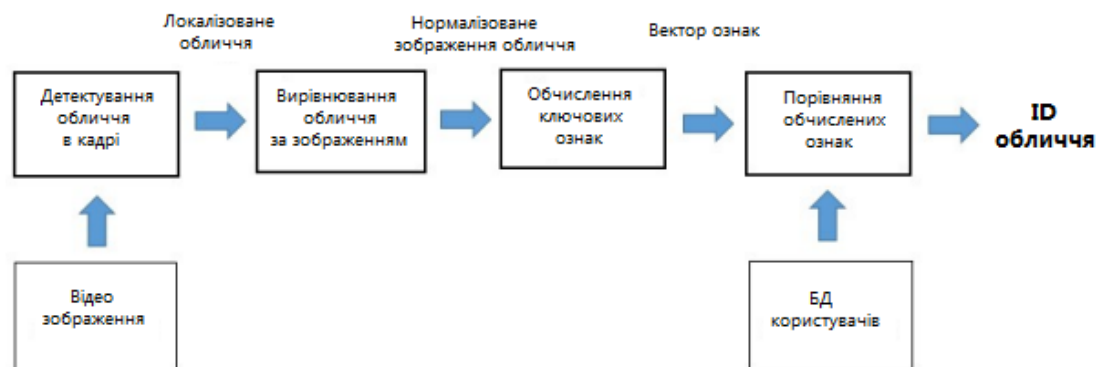 Локалізоване
обличчя
Нормалізоване
зображення обличчя
Вектор ознак
Детектування
обличчя
в кадрі
Вирівнювання
обличчя
за зображенням
Обчислення
ключових
ознак
Порівняння
обчислених
ознак
ID
обличчя
Відео
зображення
БД
користувачів